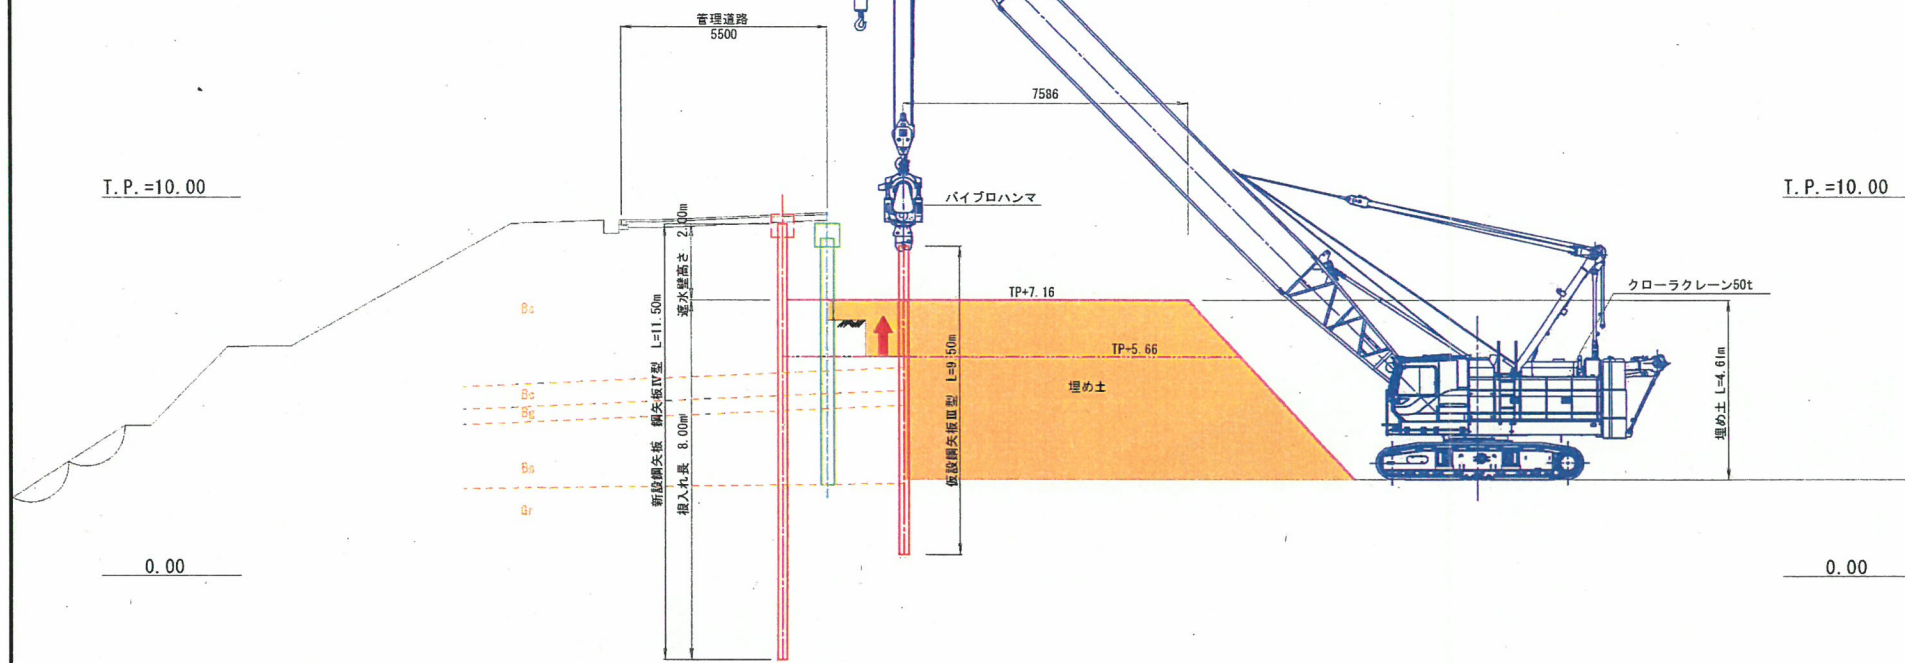 管理道路
5500
7586
T.P.=10.00
T.P.=10.00
バイブロハンマ
クローラクレーン50t
遮水壁高さ 2.00m
TP+7.16
TP+5.66
埋め土
埋め土 L=4.61m
新設鋼矢板 鋼矢板Ⅳ型 L=11.50m
根入れ長 8.00m
仮設鋼矢板Ⅲ型 L=9.50m
Bc
Bs
Gr
0.00
0.00